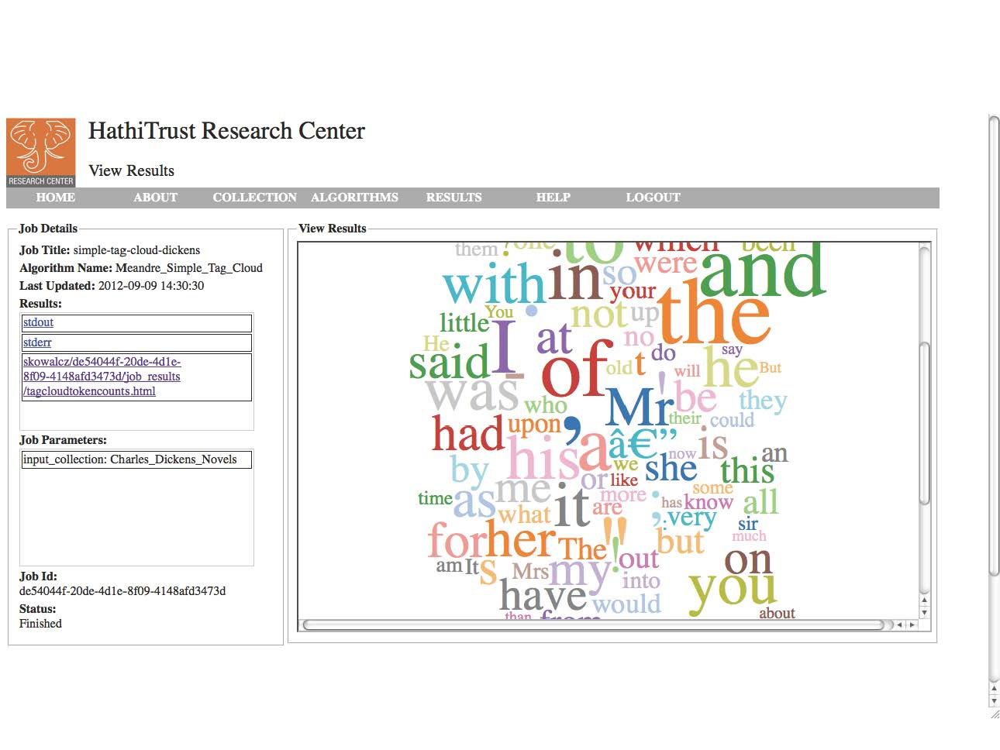 HathiTrust Research Center
View Results
RESEARCH CENTER
HOME ABOUT COLLECTION ALGORITHMS RESULTS HELP LOGOUT
Job Details
Job Title: simple-tag-cloud-dickens
Algorithm Name: Meandre_Simple_Tag_Cloud
Last Updated: 2012-09-09 14:30:30
Results:
stdout
stderr
skowalcz/de54044f-20de-4d1e-
8f09-4148afd3473d/job_results
/tagcloudtokencounts.html
Job Parameters:
input_collection: Charles_Dickens_Novels
Job Id:
de54044f-20de-4d1e-8f09-4148afd3473d
Status:
Finished
View Results
them . one to which been
with in so were and
your
little You not up the
He I at no
said of old t do say he But
will
was _ ! be
who Mr they
had upon , their could
his a â€” now is an
by we she this
or like some
time as me it more ; has know all
what are : very sir
for her The " but much
am It s Mrs my ! out on
into you
have would
than from about